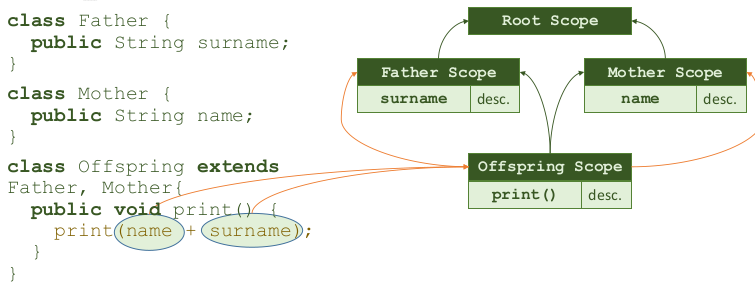 class Father {
public String surname;
}
class Mother {
public String name;
}
class Offspring extends
Father, Mother{
public void print() {
print(name + surname);
}
}
Root Scope
Father Scope
surname desc.
Mother Scope
name desc.
Offspring Scope
print() desc.